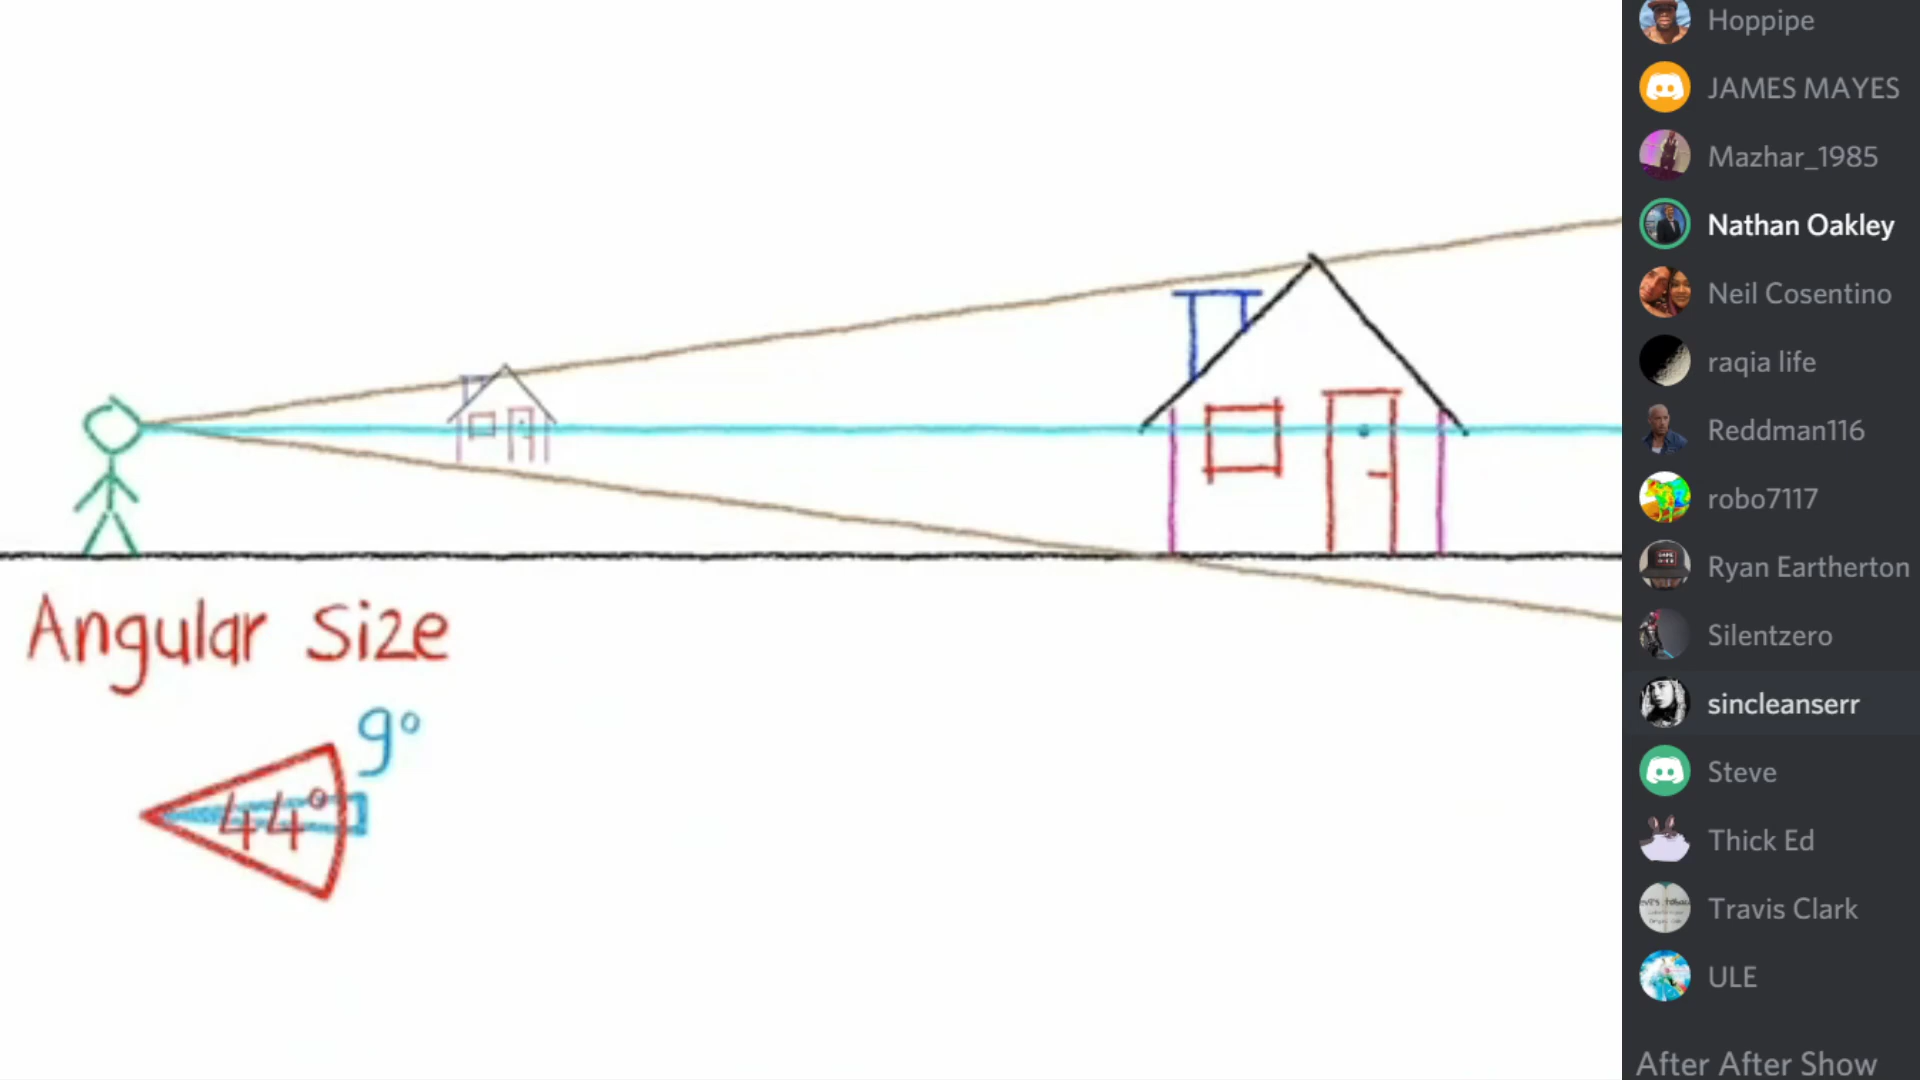 Angular Size
9°
44°
Hoppipe
JAMES MAYES
Mazhar_1985
Nathan Oakley
Neil Cosentino
raqia life
Reddman116
robo7117
Ryan Eartherton
Silentzero
sincleanserr
Steve
Thick Ed
Travis Clark
ULE
After After Show